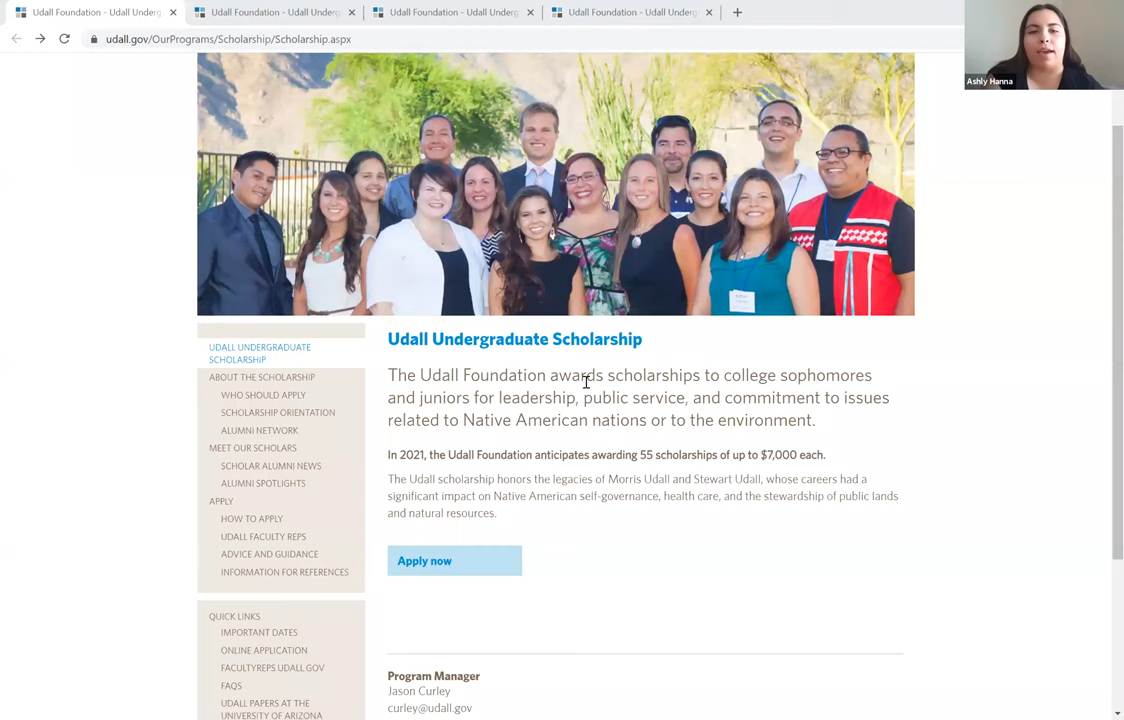 Udall Foundation - Udall Underg
Udall Foundation - Udall Underg
Udall Foundation - Udall Underg
Udall Foundation - Udall Underg
udall.gov/OurPrograms/Scholarship/Scholarship.aspx
Ashly Hanna
UDALL UNDERGRADUATE
SCHOLARSHIP
ABOUT THE SCHOLARSHIP
WHO SHOULD APPLY
SCHOLARSHIP ORIENTATION
ALUMNI NETWORK
MEET OUR SCHOLARS
SCHOLAR ALUMNI NEWS
ALUMNI SPOTLIGHTS
APPLY
HOW TO APPLY
UDALL FACULTY REPS
ADVICE AND GUIDANCE
INFORMATION FOR REFERENCES
QUICK LINKS
IMPORTANT DATES
ONLINE APPLICATION
FACULTYREPS.UDALL.GOV
FAQS
UDALL PAPERS AT THE
UNIVERSITY OF ARIZONA
Udall Undergraduate Scholarship
The Udall Foundation awards scholarships to college sophomores
and juniors for leadership, public service, and commitment to issues
related to Native American nations or to the environment.
In 2021, the Udall Foundation anticipates awarding 55 scholarships of up to $7,000 each.
The Udall scholarship honors the legacies of Morris Udall and Stewart Udall, whose careers had a
significant impact on Native American self-governance, health care, and the stewardship of public lands
and natural resources.
Apply now
Program Manager
Jason Curley
curley@udall.gov